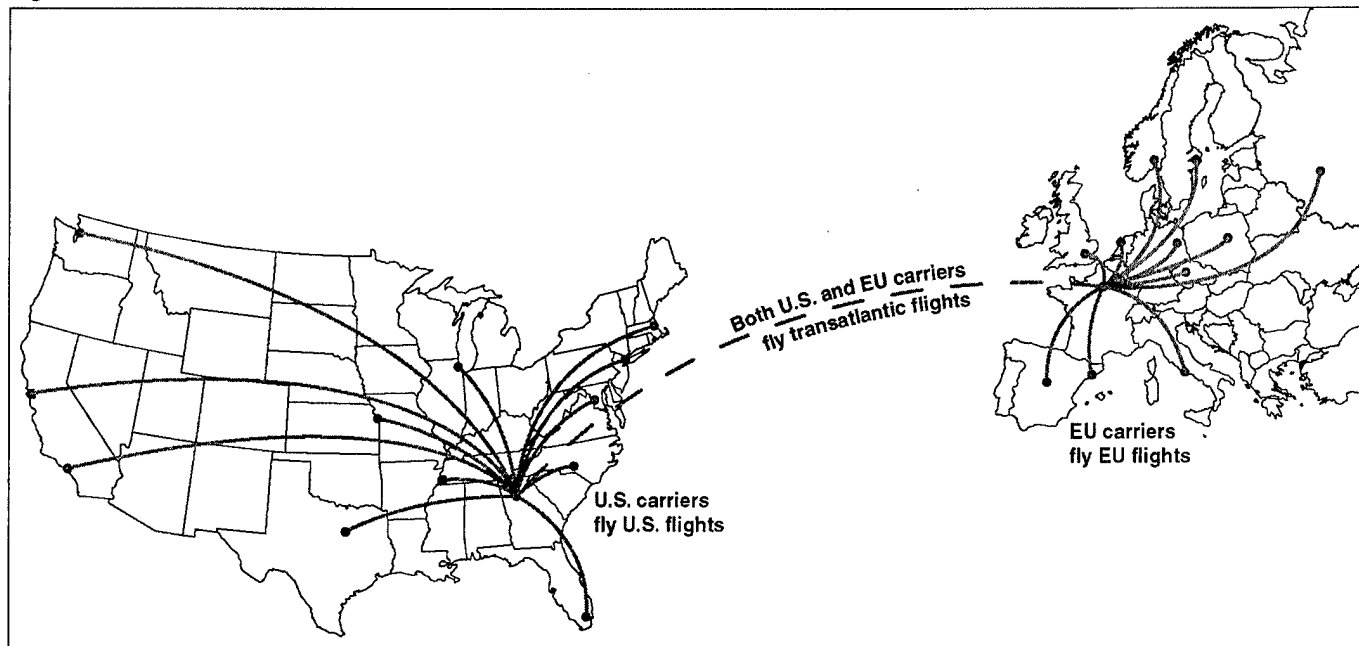 Both U.S. and EU carriers
fly transatlantic flights
EU carriers
fly EU flights
U.S. carriers
fly U.S. flights